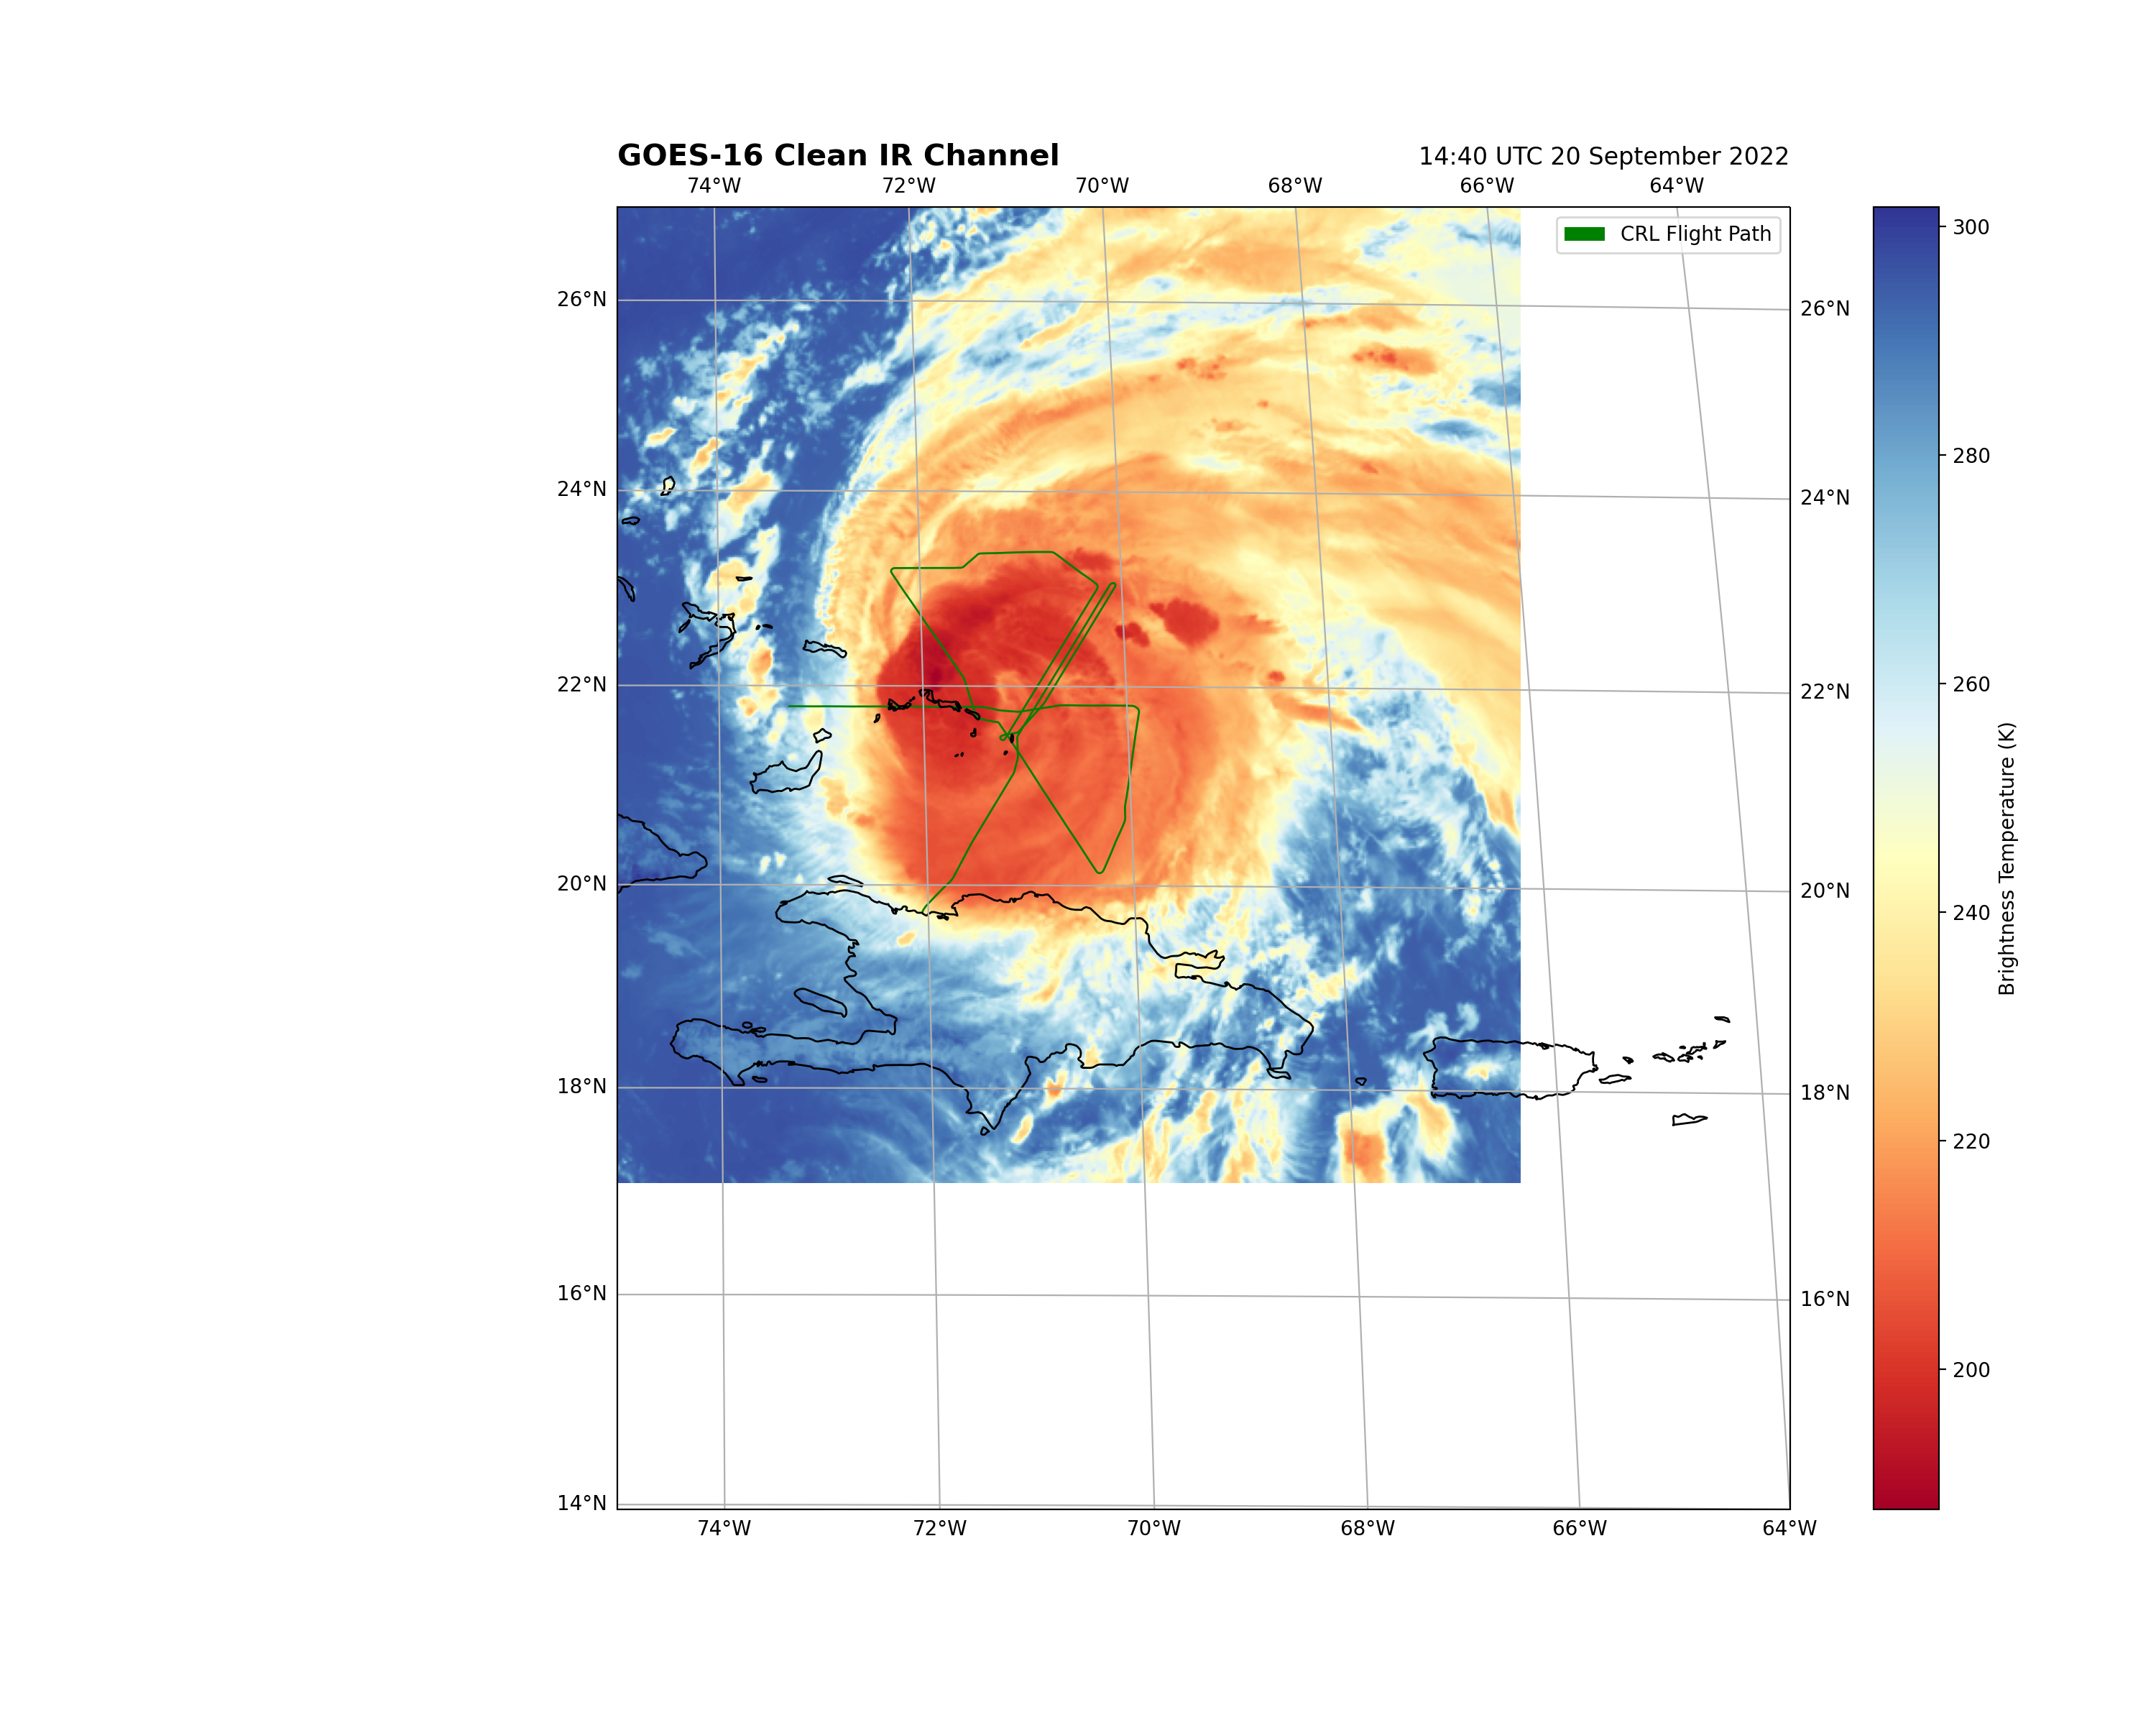 GOES-16 Clean IR Channel
14:40 UTC 20 September 2022
74°W 72°W 70°W 68°W 66°W 64°W
CRL Flight Path
26°N 26°N
24°N 24°N
22°N 22°N
20°N 20°N
18°N 18°N
16°N 16°N
14°N
74°W 72°W 70°W 68°W 66°W 64°W
300
280
260
240
220
200
Brightness Temperature (K)